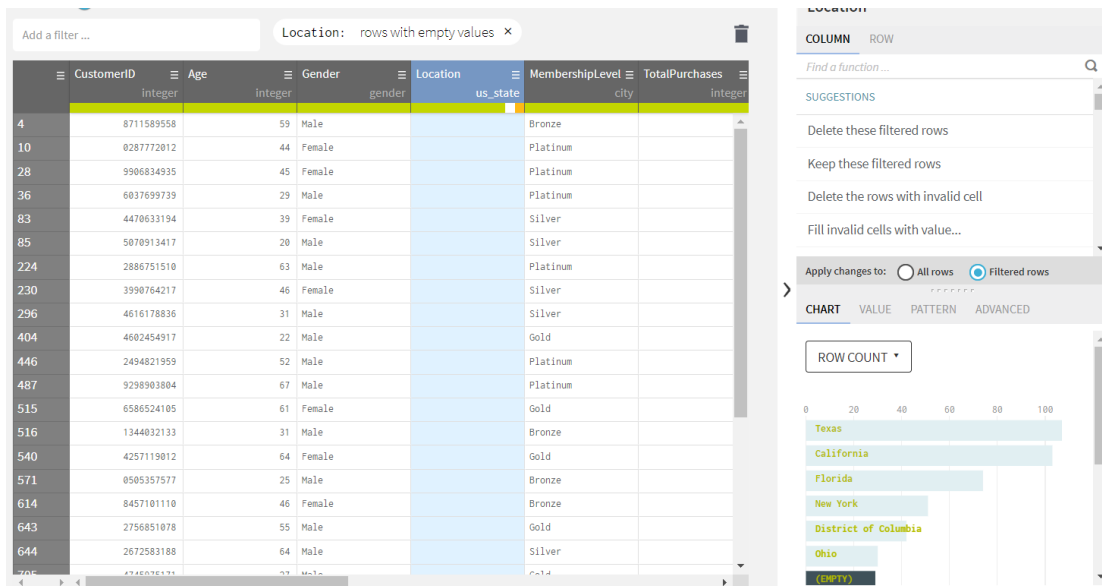 Location
Add a filter ...
Location: rows with empty values ×
COLUMN ROW
Find a function ...
SUGGESTIONS
Delete these filtered rows
Keep these filtered rows
Delete the rows with invalid cell
Fill invalid cells with value...
Apply changes to: All rows Filtered rows
CHART VALUE PATTERN ADVANCED
ROW COUNT
0 20 40 60 80 100
Texas
California
Florida
New York
District of Columbia
Ohio
(EMPTY)
CustomerID Age Gender Location MembershipLevel TotalPurchases
integer integer gender us_state city integer
4 8711589558 59 Male Bronze
10 0287772012 44 Female Platinum
28 9906834935 45 Female Platinum
36 6037699739 29 Male Platinum
83 4470633194 39 Female Silver
85 5070913417 20 Male Silver
224 2886751510 63 Male Platinum
230 3990764217 46 Female Silver
296 4616178836 31 Male Silver
404 4602454917 22 Male Gold
446 2494821959 52 Male Platinum
487 9298903804 67 Male Platinum
515 6586524105 61 Female Gold
516 1344032133 31 Male Bronze
540 4257119012 64 Female Gold
571 0505357577 25 Male Bronze
614 8457101110 46 Female Bronze
643 2756851078 55 Male Gold
644 2672583188 64 Male Silver
705 4745975171 27 Male Gold